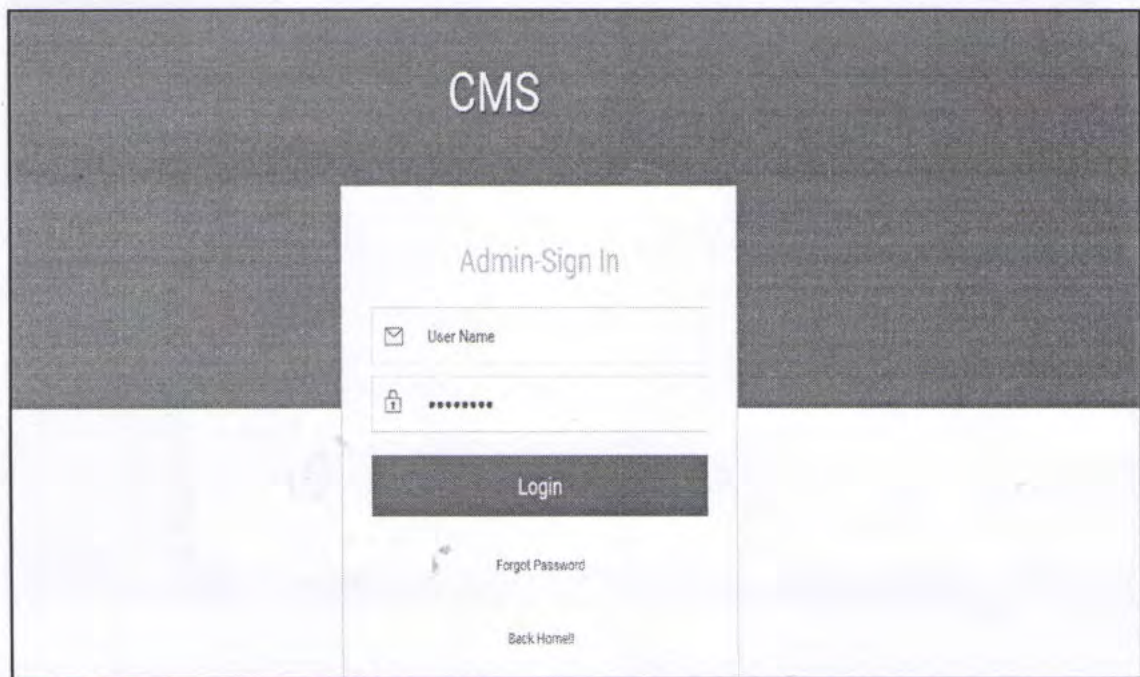 CMS
Admin-Sign In
User Name
••••••••
Login
Forgot Password
Back Home!!